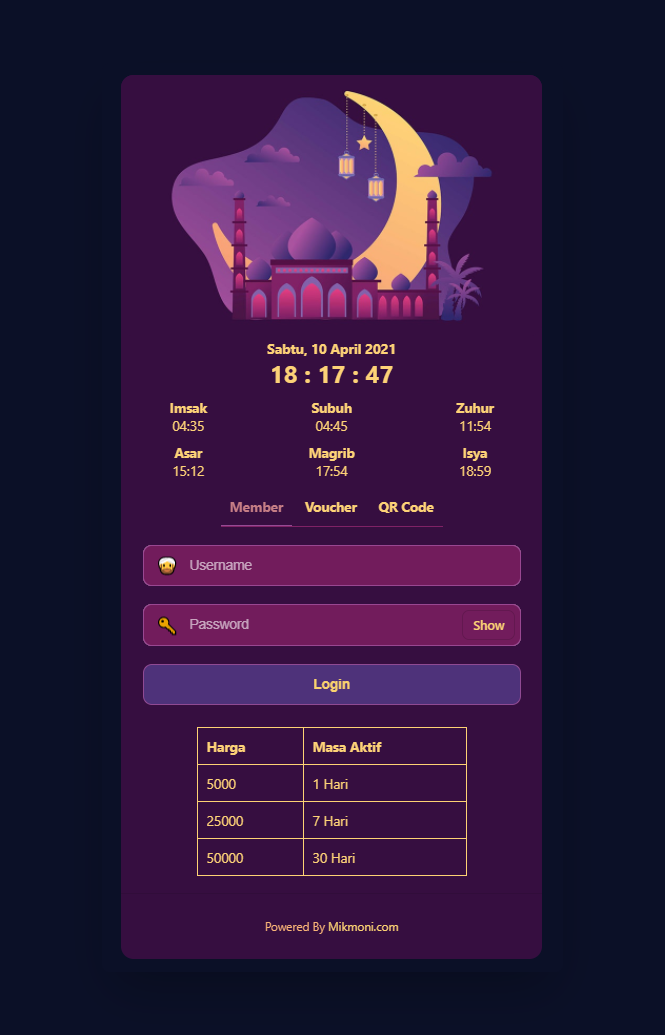 Sabtu, 10 April 2021
18 : 17 : 47
Imsak Subuh Zuhur
04:35 04:45 11:54
Asar Magrib Isya
15:12 17:54 18:59
Member Voucher QR Code
Username
Password Show
Login
Harga Masa Aktif
5000 1 Hari
25000 7 Hari
50000 30 Hari
Powered By Mikmoni.com